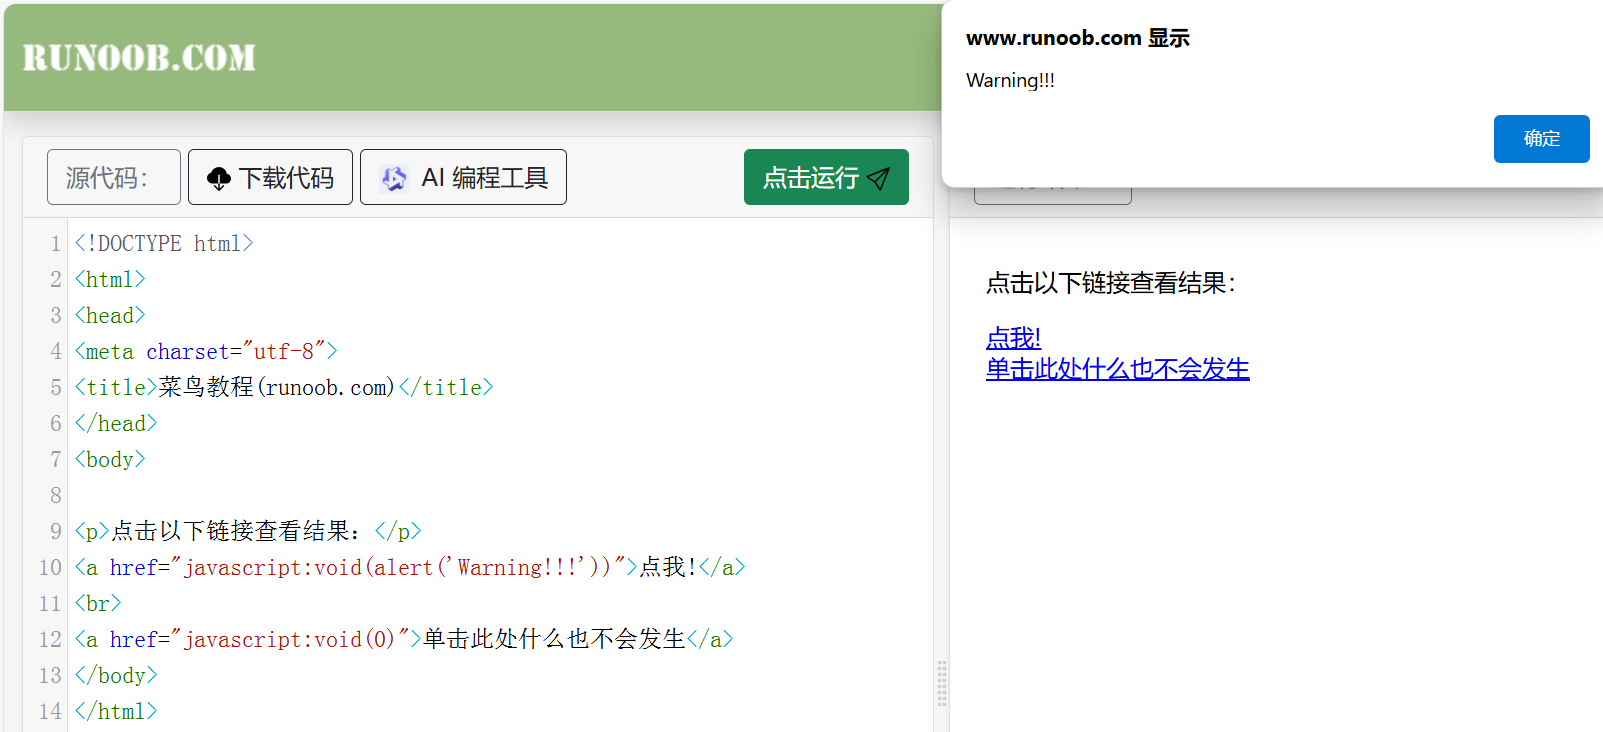 RUNOOB.COM
www.runoob.com 显示
Warning!!!
确定
源代码：
下载代码
AI 编程工具
点击运行
1 <!DOCTYPE html>
2 <html>
3 <head>
4 <meta charset="utf-8">
5 <title>菜鸟教程(runoob.com)</title>
6 </head>
7 <body>
8
9 <p>点击以下链接查看结果：</p>
10 <a href="javascript:void(alert('Warning!!!'))">点我!</a>
11 <br>
12 <a href="javascript:void(0)">单击此处什么也不会发生</a>
13 </body>
14 </html>
点击以下链接查看结果：
点我!
单击此处什么也不会发生